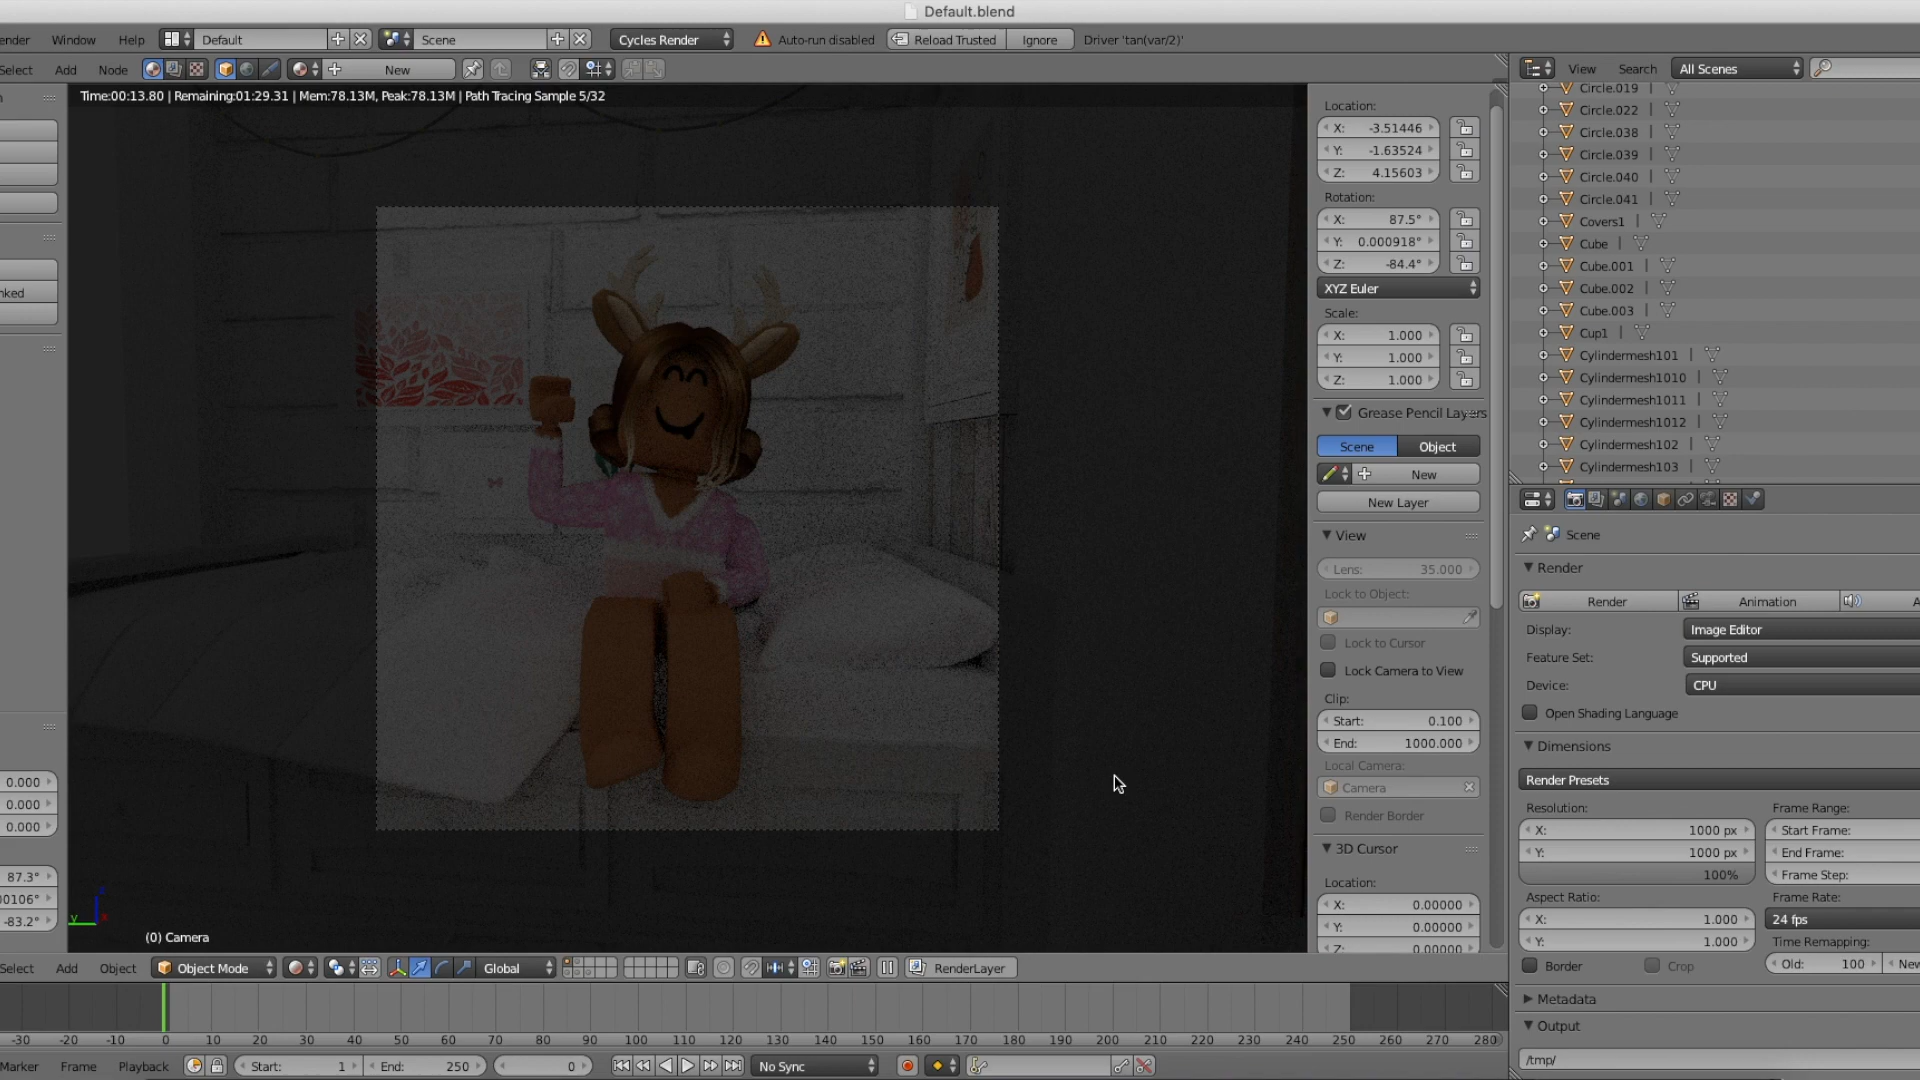 Default.blend
ender Window Help Default Scene Cycles Render Auto-run disabled Reload Trusted Ignore Driver 'tan(var/2)'
Select Add Node New
View Search All Scenes
Time:00:13.80 | Remaining:01:29.31 | Mem:78.13M, Peak:78.13M | Path Tracing Sample 5/32
nked
0.000
0.000
0.000
87.3°
00106°
-83.2°
y
(0) Camera
Location:
X: -3.51446
Y: -1.63524
Z: 4.15603
Rotation:
X: 87.5°
Y: 0.000918°
Z: -84.4°
XYZ Euler
Scale:
X: 1.000
Y: 1.000
Z: 1.000
Grease Pencil Layers
Scene Object
New
New Layer
View
Lens: 35.000
Lock to Object:
Lock to Cursor
Lock Camera to View
Clip:
Start: 0.100
End: 1000.000
Local Camera:
Camera
Render Border
3D Cursor
Location:
X: 0.00000
Y: 0.00000
Z: 0.00000
Circle.019
Circle.022
Circle.038
Circle.039
Circle.040
Circle.041
Covers1
Cube
Cube.001
Cube.002
Cube.003
Cup1
Cylindermesh101
Cylindermesh1010
Cylindermesh1011
Cylindermesh1012
Cylindermesh102
Cylindermesh103
Scene
Render
Render Animation A
Display: Image Editor
Feature Set: Supported
Device: CPU
Open Shading Language
Dimensions
Render Presets
Resolution: Frame Range:
X: 1000 px Start Frame:
Y: 1000 px End Frame:
100% Frame Step:
Aspect Ratio: Frame Rate:
X: 1.000 24 fps
Y: 1.000 Time Remapping:
Border Crop Old: 100 New
Metadata
Output
/tmp/
Select Add Object Object Mode Global RenderLayer
-30 -20 -10 0 10 20 30 40 50 60 70 80 90 100 110 120 130 140 150 160 170 180 190 200 210 220 230 240 250 260 270 280
Marker Frame Playback Start: 1 End: 250 0 No Sync